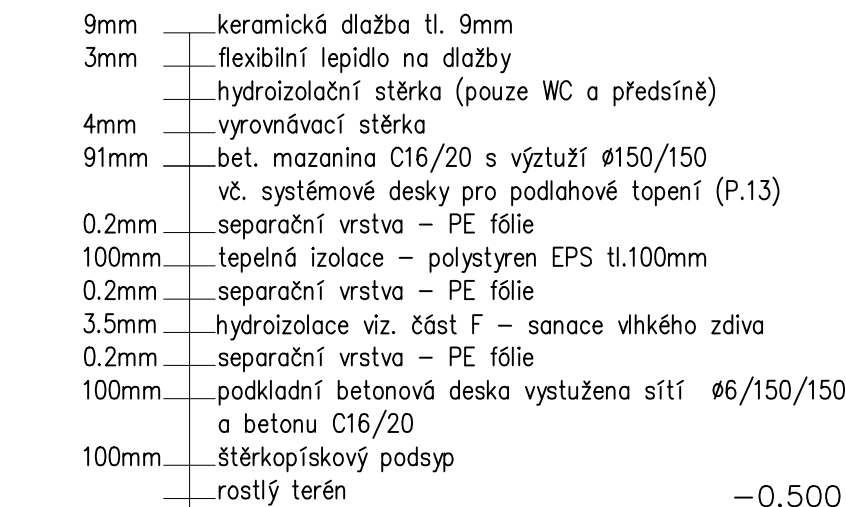 9mm keramická dlažba tl. 9mm
3mm flexibilní lepidlo na dlažby
hydroizolační stěrka (pouze WC a předsíně)
4mm vyrovnávací stěrka
91mm bet. mazanina C16/20 s výztuží ø150/150
vč. systémové desky pro podlahové topení (P.13)
0.2mm separační vrstva – PE fólie
100mm tepelná izolace – polystyren EPS tl.100mm
0.2mm separační vrstva – PE fólie
3.5mm hydroizolace viz. část F – sanace vlhkého zdiva
0.2mm separační vrstva – PE fólie
100mm podkladní betonová deska vystužena sítí ø6/150/150
a betonu C16/20
100mm štěrkopískový podsyp
rostlý terén
−0.500